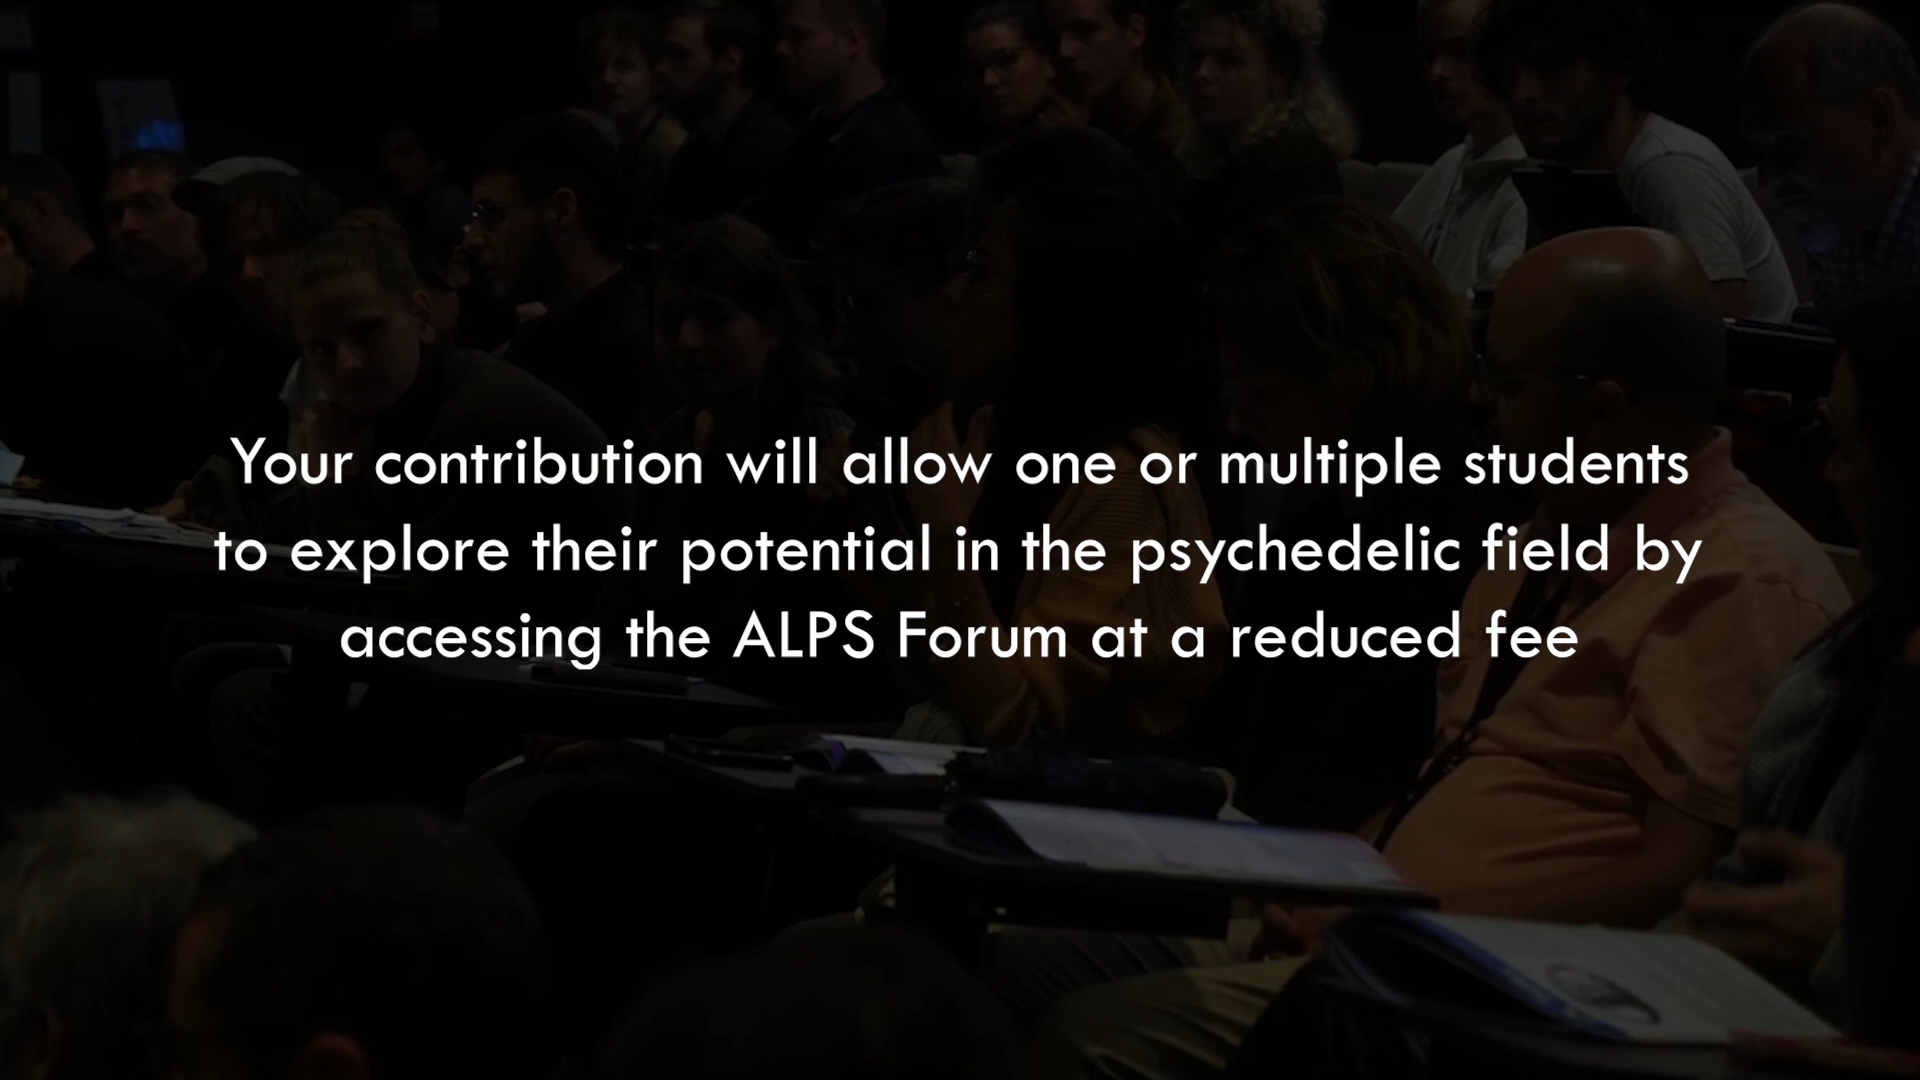 Your contribution will allow one or multiple students
to explore their potential in the psychedelic field by
accessing the ALPS Forum at a reduced fee